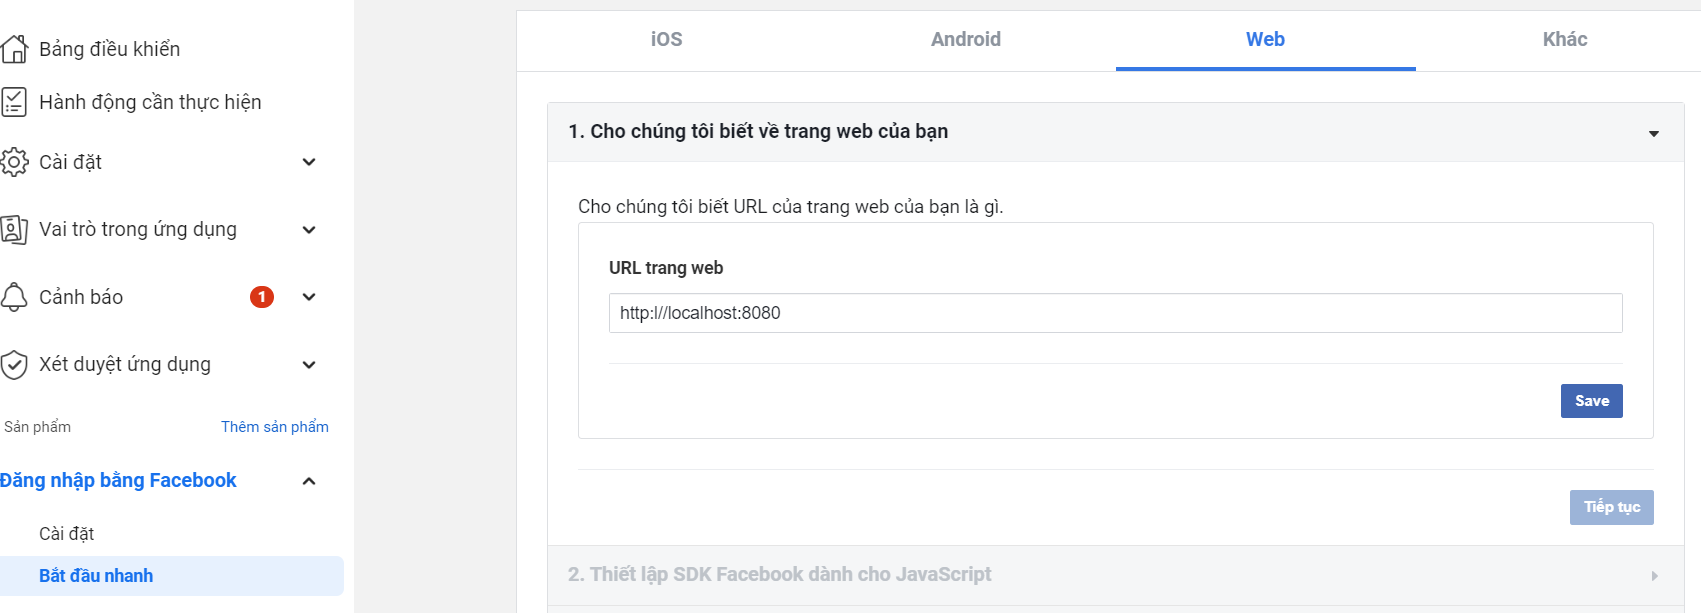 Bảng điều khiển
Hành động cần thực hiện
Cài đặt
Vai trò trong ứng dụng
Cảnh báo 1
Xét duyệt ứng dụng
Sản phẩm Thêm sản phẩm
Đăng nhập bằng Facebook
Cài đặt
Bắt đầu nhanh
iOS Android Web Khác
1. Cho chúng tôi biết về trang web của bạn
Cho chúng tôi biết URL của trang web của bạn là gì.
URL trang web
http:l//localhost:8080
Save
Tiếp tục
2. Thiết lập SDK Facebook dành cho JavaScript